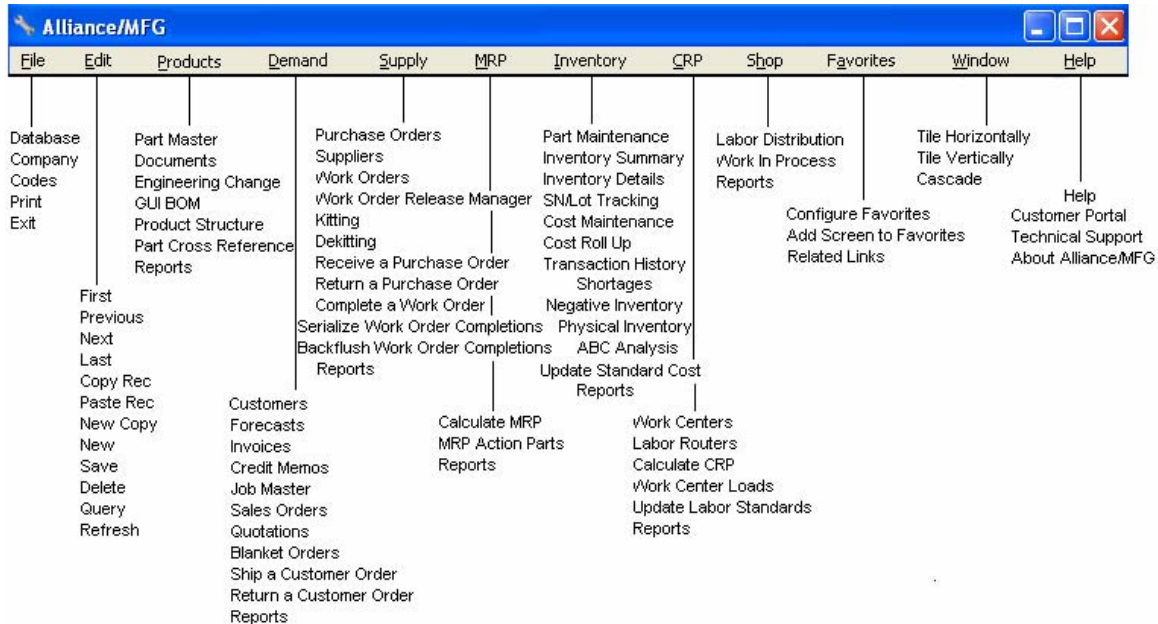 Alliance/MFG
File Edit Products Demand Supply MRP Inventory CRP Shop Favorites Window Help
Database
Company
Codes
Print
Exit
First
Previous
Next
Last
Copy Rec
Paste Rec
New Copy
New
Save
Delete
Query
Refresh
Part Master
Documents
Engineering Change
GUI BOM
Product Structure
Part Cross Reference
Reports
Customers
Forecasts
Invoices
Credit Memos
Job Master
Sales Orders
Quotations
Blanket Orders
Ship a Customer Order
Return a Customer Order
Reports
Purchase Orders
Suppliers
Work Orders
Work Order Release Manager
Kitting
Dekitting
Receive a Purchase Order
Return a Purchase Order
Complete a Work Order
Serialize Work Order Completions
Backflush Work Order Completions
Reports
Calculate MRP
MRP Action Parts
Reports
Part Maintenance
Inventory Summary
Inventory Details
SN/Lot Tracking
Cost Maintenance
Cost Roll Up
Transaction History
Shortages
Negative Inventory
Physical Inventory
ABC Analysis
Update Standard Cost
Reports
Work Centers
Labor Routers
Calculate CRP
Work Center Loads
Update Labor Standards
Reports
Labor Distribution
Work In Process
Reports
Configure Favorites
Add Screen to Favorites
Related Links
Tile Horizontally
Tile Vertically
Cascade
Help
Customer Portal
Technical Support
About Alliance/MFG